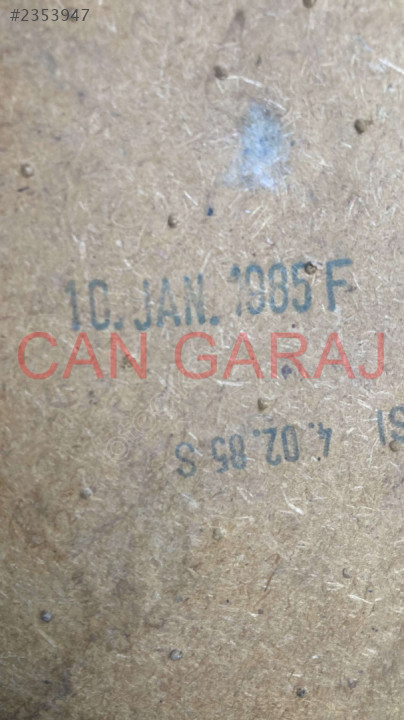 #2353947
10. JAN. 1985 F
CAN GARAJ
4. 02. 85 S